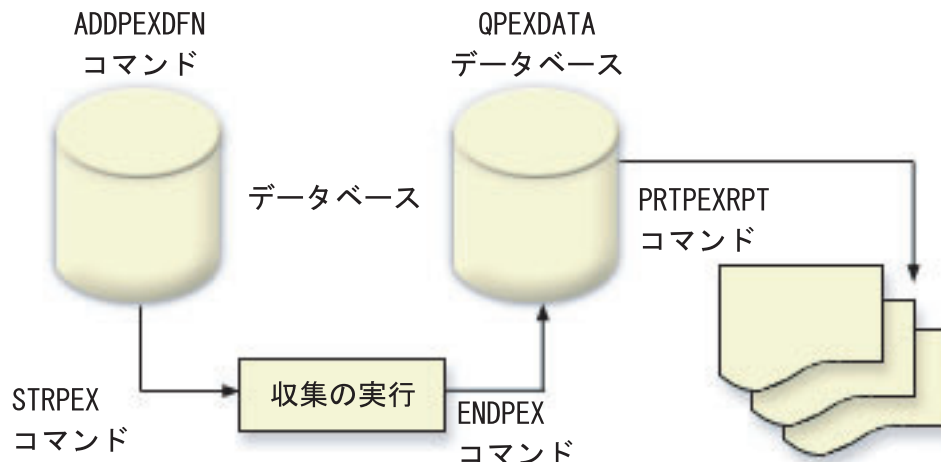 ADDPEXDFN
コマンド
QPEXDATA
データベース
データベース
PRTPEXRPT
コマンド
STRPEX
コマンド
収集の実行
ENDPEX
コマンド